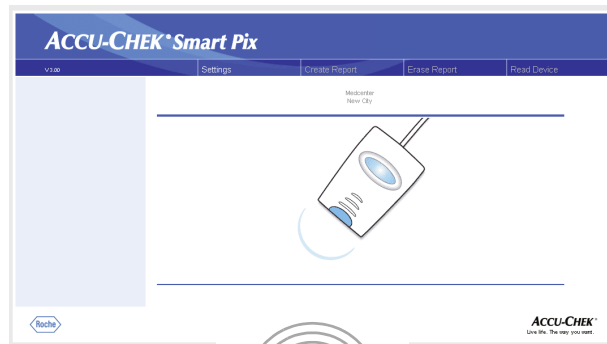 ACCU-CHEK® Smart Pix
V3.00 Settings Create Report Erase Report Read Device
Medcenter
New City
Roche
ACCU-CHEK®
Live life. The way you want.